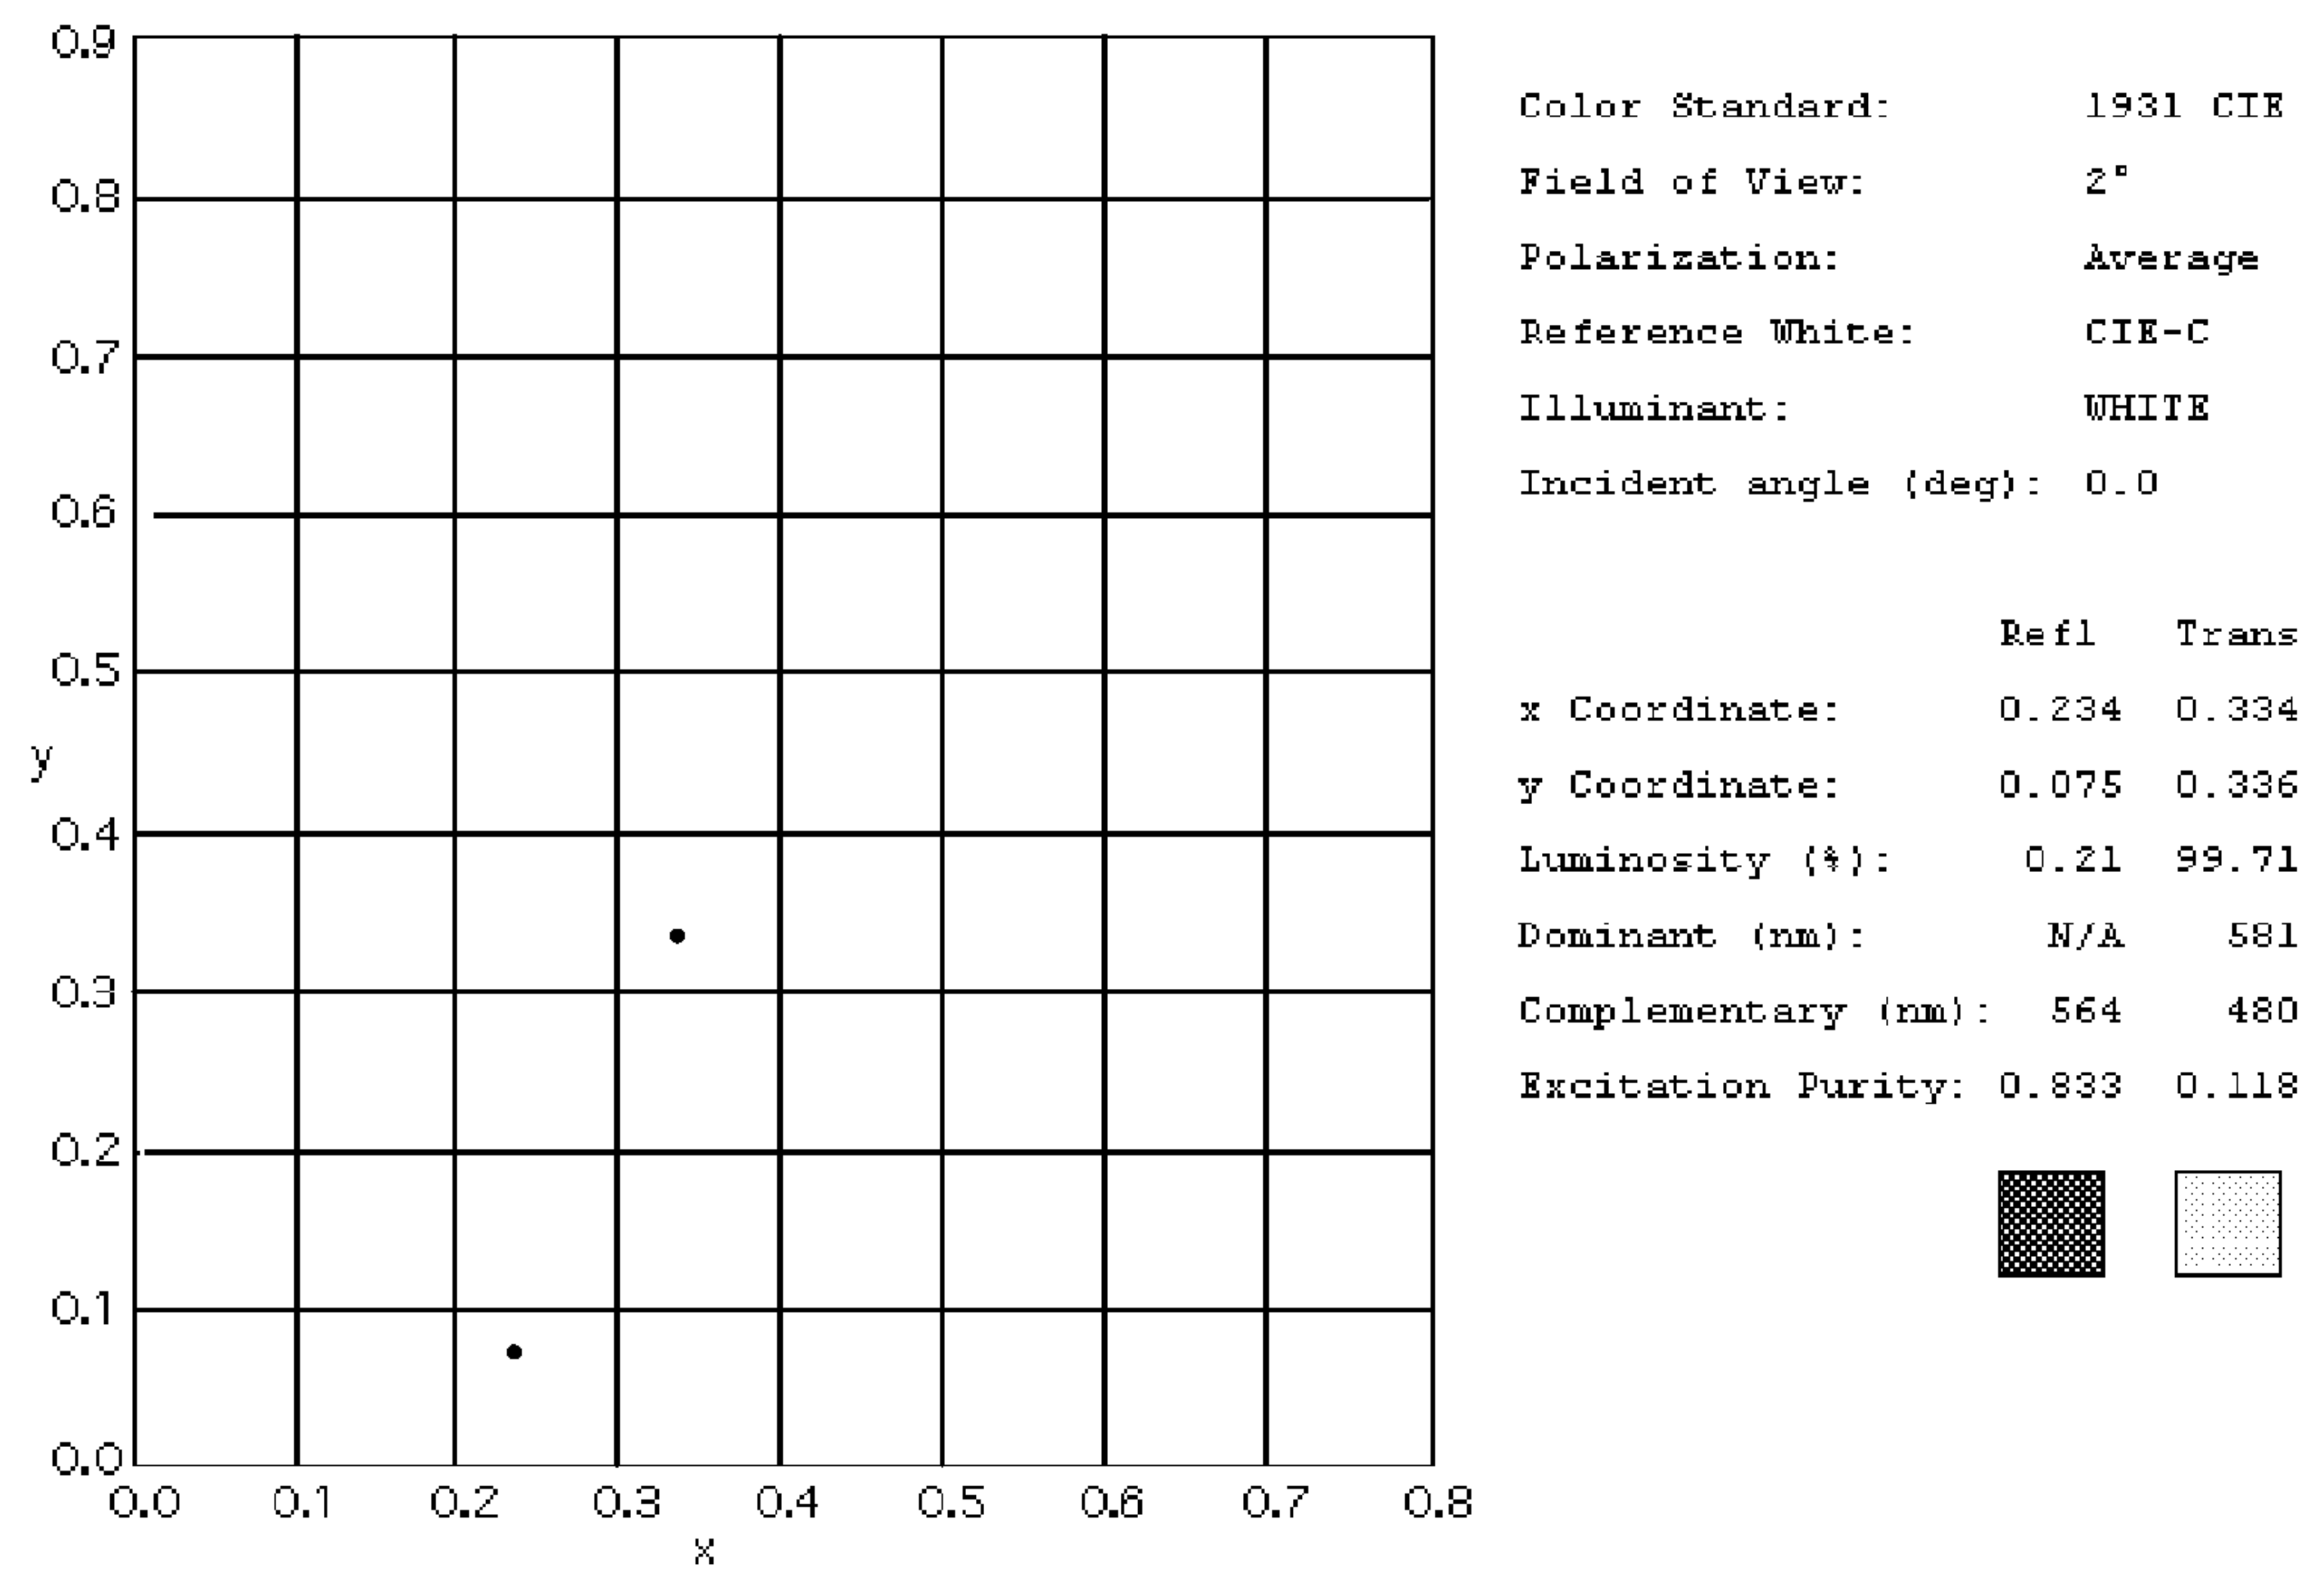 0.9
0.8
0.7
0.6
0.5
y
0.4
0.3
0.2
0.1
0.0
0.0 0.1 0.2 0.3 0.4 0.5 0.6 0.7 0.8
x
Color Standard: 1931 CIE
Field of View: 2°
Polarization: Average
Reference White: CIE-C
Illuminant: WHITE
Incident angle (deg): 0.0
Refl Trans
x Coordinate: 0.234 0.334
y Coordinate: 0.075 0.336
Luminosity (%): 0.21 99.71
Dominant (nm): N/A 581
Complementary (nm): 564 480
Excitation Purity: 0.833 0.118